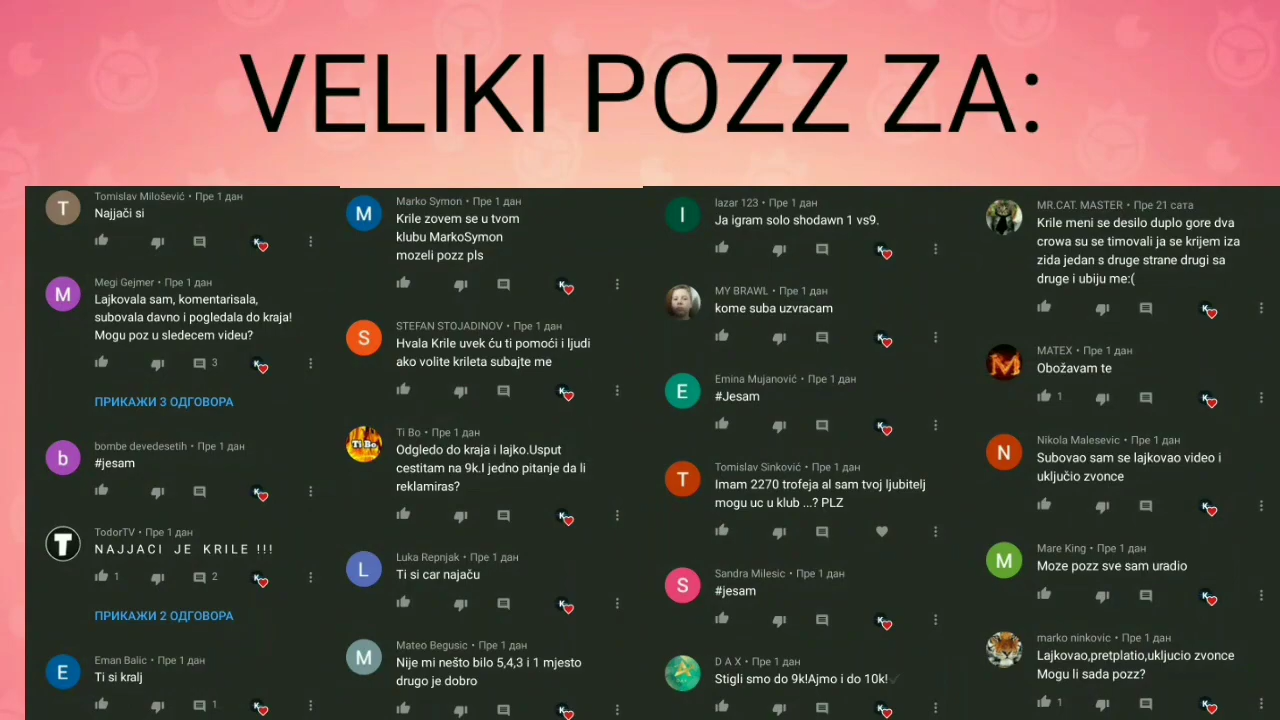 VELIKI POZZ ZA:
Tomislav Milošević • Пре 1 дан
Najjači si
Megi Gejmer • Пре 1 дан
Lajkovala sam, komentarisala,
subovala davno i pogledala do kraja!
Mogu poz u sledecem videu?
3
ПРИКАЖИ 3 ОДГОВОРА
bombe devedesetih • Пре 1 дан
#jesam
TodorTV • Пре 1 дан
N A J J A C I   J E   K R I L E  ! ! !
1 2
ПРИКАЖИ 2 ОДГОВОРА
Eman Balic • Пре 1 дан
Ti si kralj
1
Marko Symon • Пре 1 дан
Krile zovem se u tvom
klubu MarkoSymon
mozeli pozz pls
STEFAN STOJADINOV • Пре 1 дан
Hvala Krile uvek ću ti pomoći i ljudi
ako volite krileta subajte me
Ti Bo • Пре 1 дан
Odgledo do kraja i lajko.Usput
cestitam na 9k.I jedno pitanje da li
reklamiras?
Luka Repnjak • Пре 1 дан
Ti si car najaču
Mateo Begusic • Пре 1 дан
Nije mi nešto bilo 5,4,3 i 1 mjesto
drugo je dobro
lazar 123 • Пре 1 дан
Ja igram solo shodawn 1 vs9.
MY BRAWL • Пре 1 дан
kome suba uzvracam
Emina Mujanović • Пре 1 дан
#Jesam
Tomislav Sinković • Пре 1 дан
Imam 2270 trofeja al sam tvoj ljubitelj
mogu uc u klub ...? PLZ
Sandra Milesic • Пре 1 дан
#jesam
D A X • Пре 1 дан
Stigli smo do 9k!Ajmo i do 10k!✓
MR.CAT. MASTER • Пре 21 сата
Krile meni se desilo duplo gore dva
crowa su se timovali ja se krijem iza
zida jedan s druge strane drugi sa
druge i ubiju me:(
MATEX • Пре 1 дан
Obožavam te
1
Nikola Malesevic • Пре 1 дан
Subovao sam se lajkovao video i
uključio zvonce
Mare King • Пре 1 дан
Moze pozz sve sam uradio
marko ninkovic • Пре 1 дан
Lajkovao,pretplatio,ukljucio zvonce
Mogu li sada pozz?
1